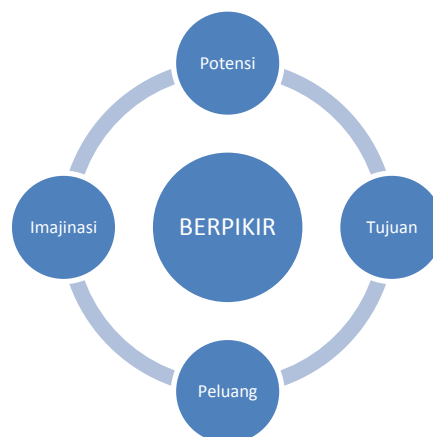 Potensi
Imajinasi
BERPIKIR
Tujuan
Peluang